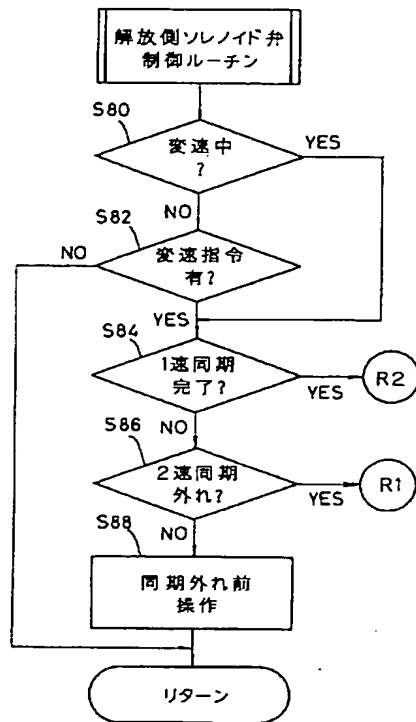 解放側ソレノイド弁
制御ルーチン
S80
変速中
?
YES
NO
S82
NO
変速指令
有?
YES
S84
1速同期
完了?
YES
R2
NO
S86
2速同期
外れ?
YES
R1
NO
S88
同期外れ前
操作
リターン